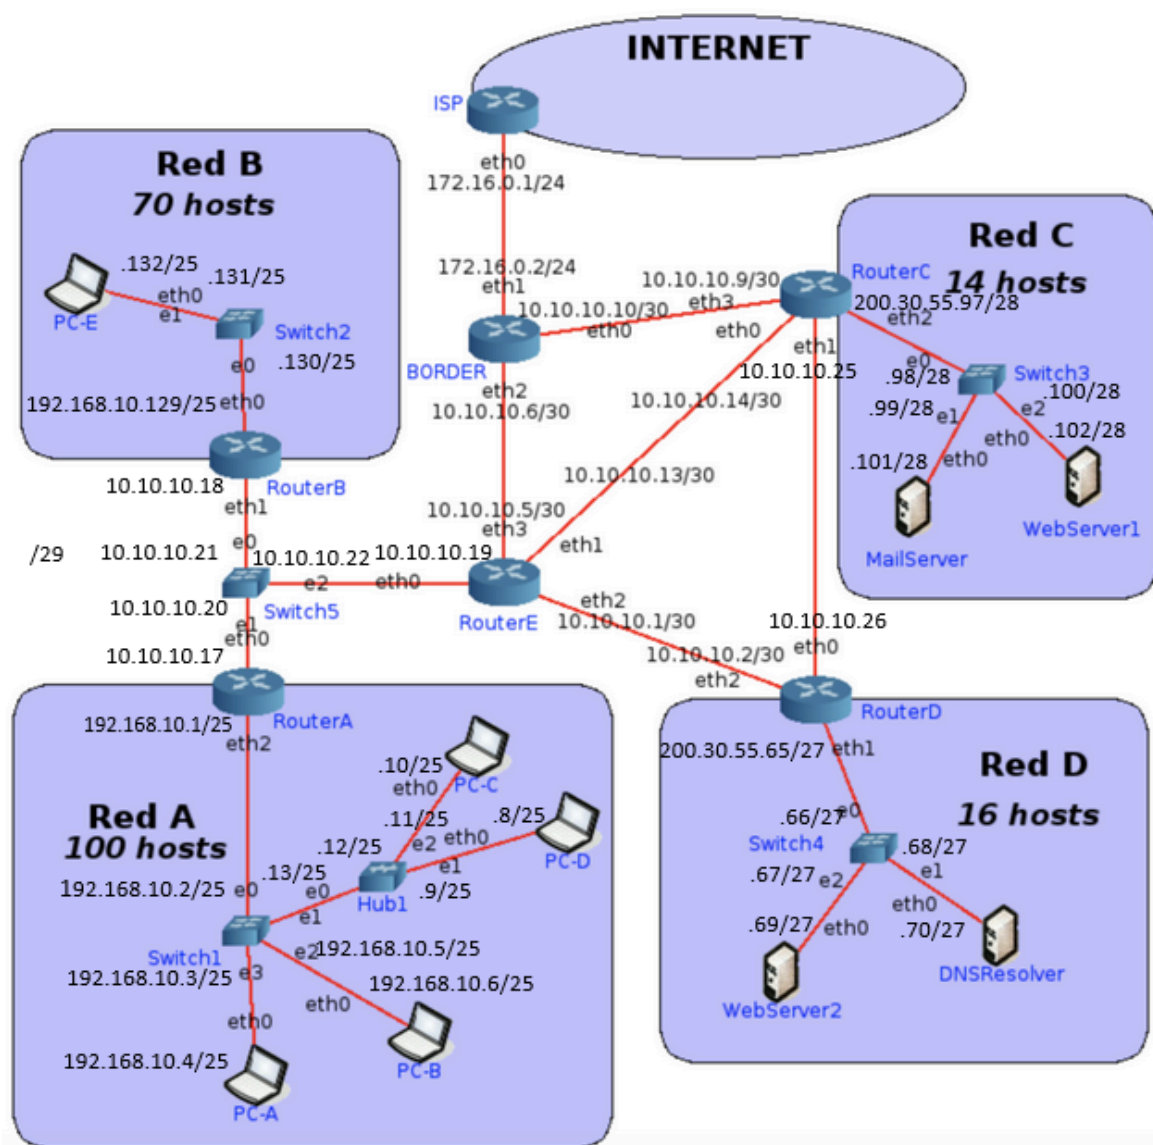 INTERNET
ISP
eth0
172.16.0.1/24
Red B
70 hosts
.132/25
.131/25
eth0
e1
PC-E
Switch2
e0
.130/25
192.168.10.129/25
eth0
RouterB
172.16.0.2/24
eth1
10.10.10.10/30
eth0
BORDER
eth2
10.10.10.6/30
10.10.10.9/30
eth3
RouterC
eth0
200.30.55.97/28
eth2
eth1
10.10.10.25
10.10.10.14/30
Red C
14 hosts
e0
.98/28
Switch3
.99/28
e1
.100/28
e2
eth0
.102/28
.101/28
eth0
WebServer1
MailServer
10.10.10.18
eth1
/29
10.10.10.21
e0
10.10.10.22
e2
10.10.10.19
eth0
Switch5
10.10.10.20
e1
eth0
10.10.10.17
10.10.10.5/30
eth3
10.10.10.13/30
eth1
RouterE
eth2
10.10.10.1/30
10.10.10.2/30
eth2
10.10.10.26
eth0
RouterD
192.168.10.1/25
RouterA
eth2
Red A
100 hosts
.10/25
eth0
PC-C
.11/25
e2
.8/25
eth0
e1
PC-D
.12/25
.13/25
e0
Hub1
.9/25
192.168.10.2/25
e0
e1
Switch1
e2
192.168.10.5/25
e3
192.168.10.3/25
192.168.10.6/25
eth0
PC-B
eth0
192.168.10.4/25
PC-A
200.30.55.65/27
eth1
Red D
16 hosts
e0
.66/27
Switch4
.67/27
e2
.68/27
e1
.69/27
eth0
eth0
.70/27
DNSResolver
WebServer2